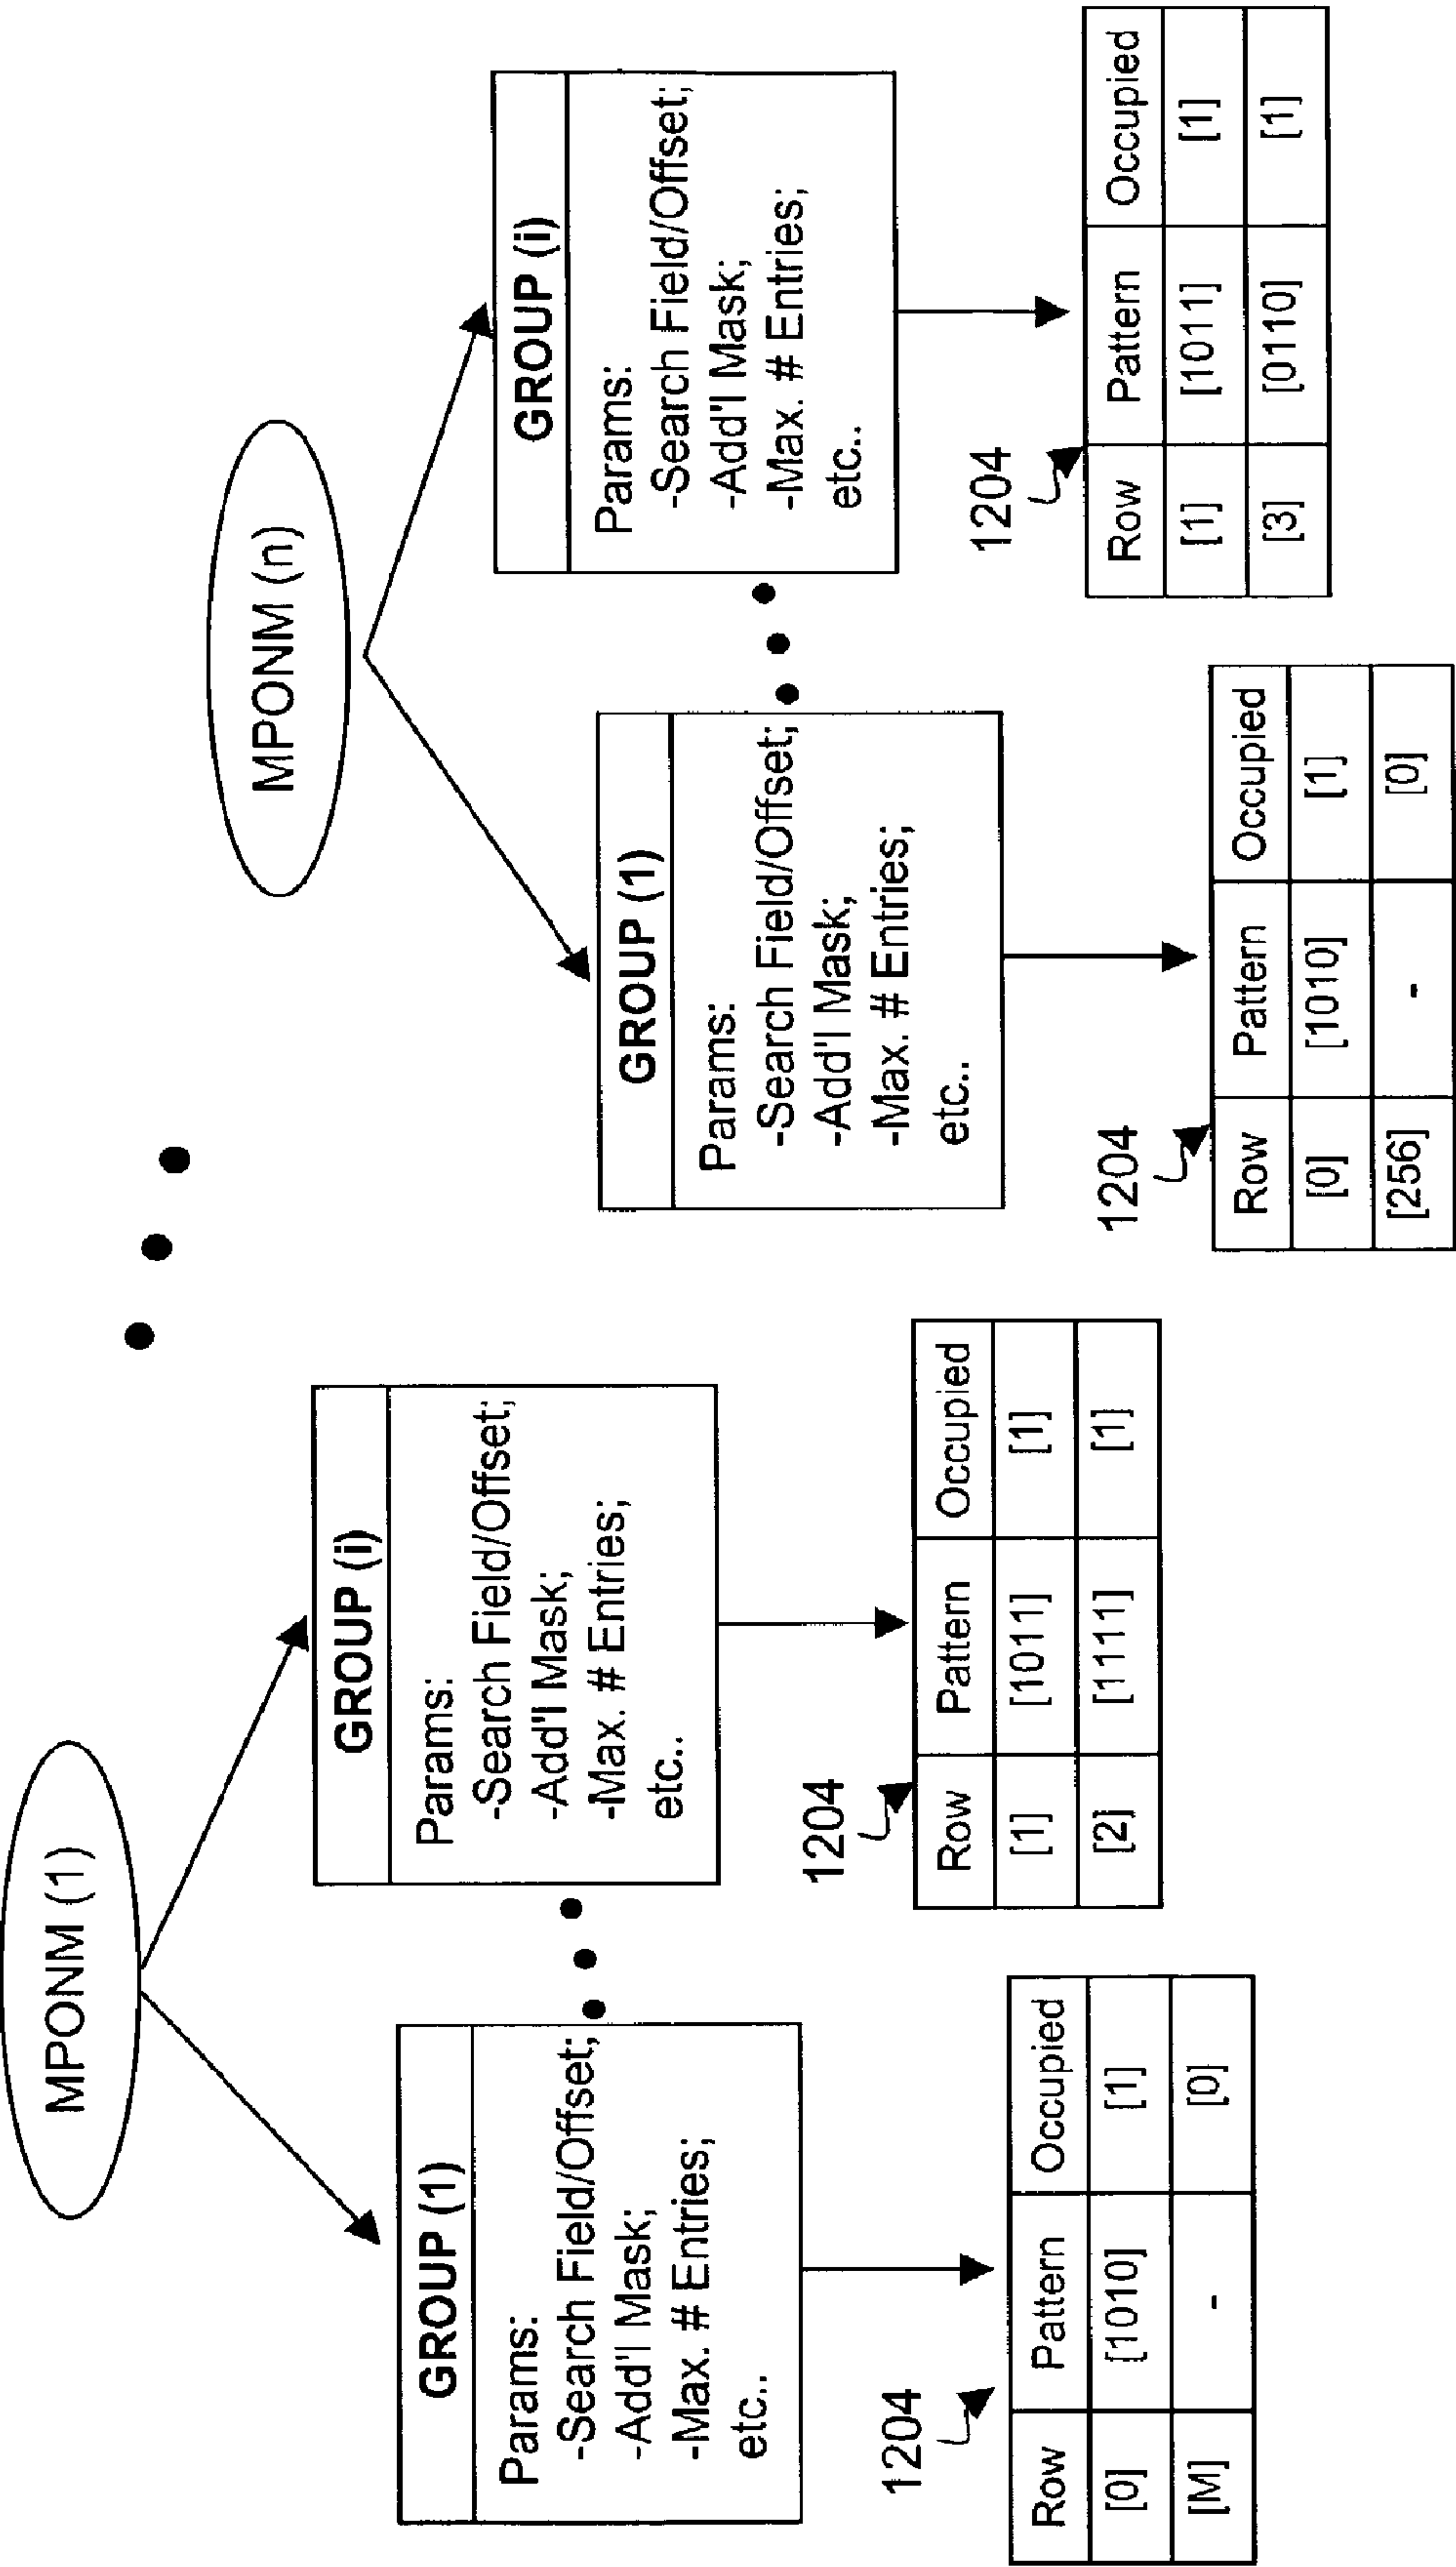 MPONM (1)
GROUP (1)
Params:
-Search Field/Offset;
-Add'l Mask;
-Max. # Entries;
etc..
1204
Row Pattern Occupied
[0] [1010] [1]
[M] - [0]
GROUP (i)
Params:
-Search Field/Offset;
-Add'l Mask;
-Max. # Entries;
etc..
1204
Row Pattern Occupied
[1] [1011] [1]
[2] [1111] [1]
MPONM (n)
GROUP (1)
Params:
-Search Field/Offset;
-Add'l Mask;
-Max. # Entries;
etc..
1204
Row Pattern Occupied
[0] [1010] [1]
[256] - [0]
GROUP (i)
Params:
-Search Field/Offset;
-Add'l Mask;
-Max. # Entries;
etc..
1204
Row Pattern Occupied
[1] [1011] [1]
[3] [0110] [1]